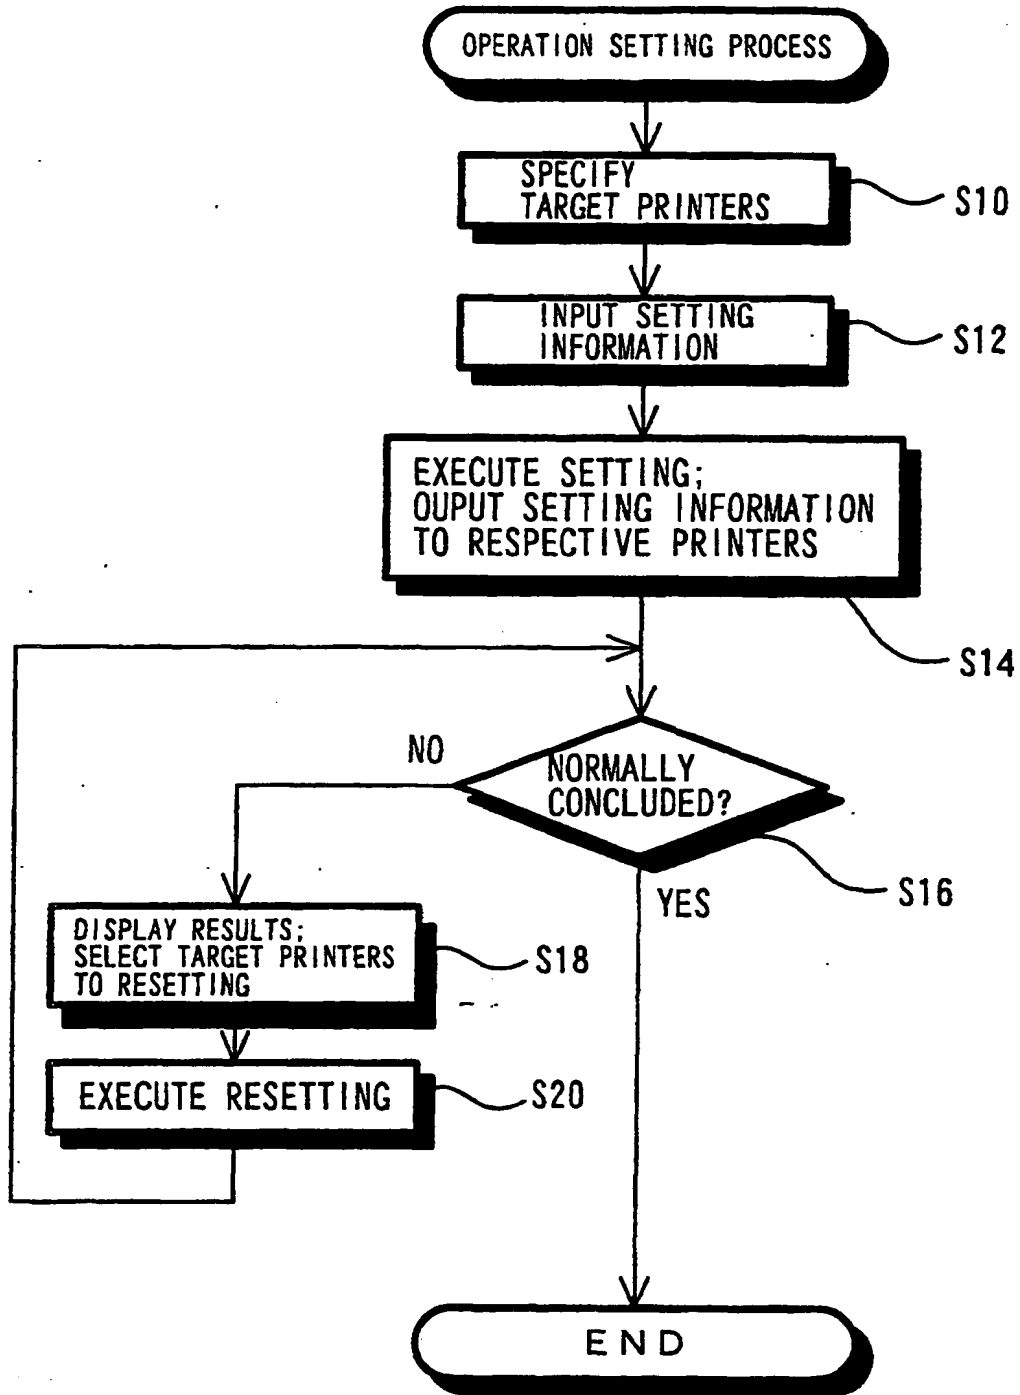 OPERATION SETTING PROCESS
SPECIFY
TARGET PRINTERS
S10
INPUT SETTING
INFORMATION
S12
EXECUTE SETTING;
OUPUT SETTING INFORMATION
TO RESPECTIVE PRINTERS
S14
NO
NORMALLY
CONCLUDED?
S16
YES
DISPLAY RESULTS;
SELECT TARGET PRINTERS
TO RESETTING
S18
EXECUTE RESETTING
S20
END